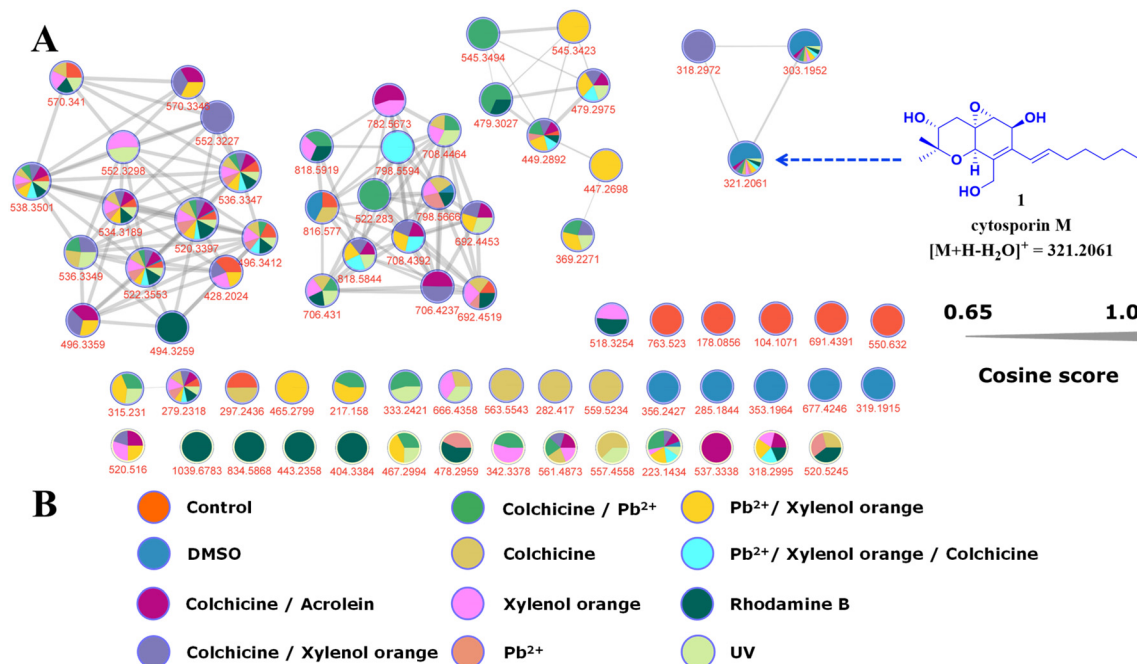 A
570.341
570.3345
552.3227
552.3298
538.3501
536.3347
534.3189
520.3397
496.3412
536.3349
522.3553
428.2024
496.3359
494.3259
782.5673
818.5919
798.5594
708.4464
522.283
816.577
798.5666
692.4453
708.4392
818.5844
706.431
706.4237
692.4519
545.3494
545.3423
479.3027
479.2975
449.2892
447.2698
369.2271
318.2972
303.1952
321.2061
O
HO
OH
O
H
HO
1
cytosporin M
[M+H-H₂O]⁺ = 321.2061
0.65 1.0
Cosine score
518.3254 763.523 178.0856 104.1071 691.4391 550.632
315.231 279.2318 297.2436 465.2799 217.158 333.2421 666.4358 563.5543 282.417 559.5234 356.2427 285.1844 353.1964 677.4246 319.1915
520.516 1039.6783 834.5868 443.2358 404.3384 467.2994 478.2959 342.3378 561.4873 557.4558 223.1434 537.3338 318.2995 520.5245
B
Control
Colchicine / Pb²⁺
Pb²⁺/ Xylenol orange
DMSO
Colchicine
Pb²⁺/ Xylenol orange / Colchicine
Colchicine / Acrolein
Xylenol orange
Rhodamine B
Colchicine / Xylenol orange
Pb²⁺
UV